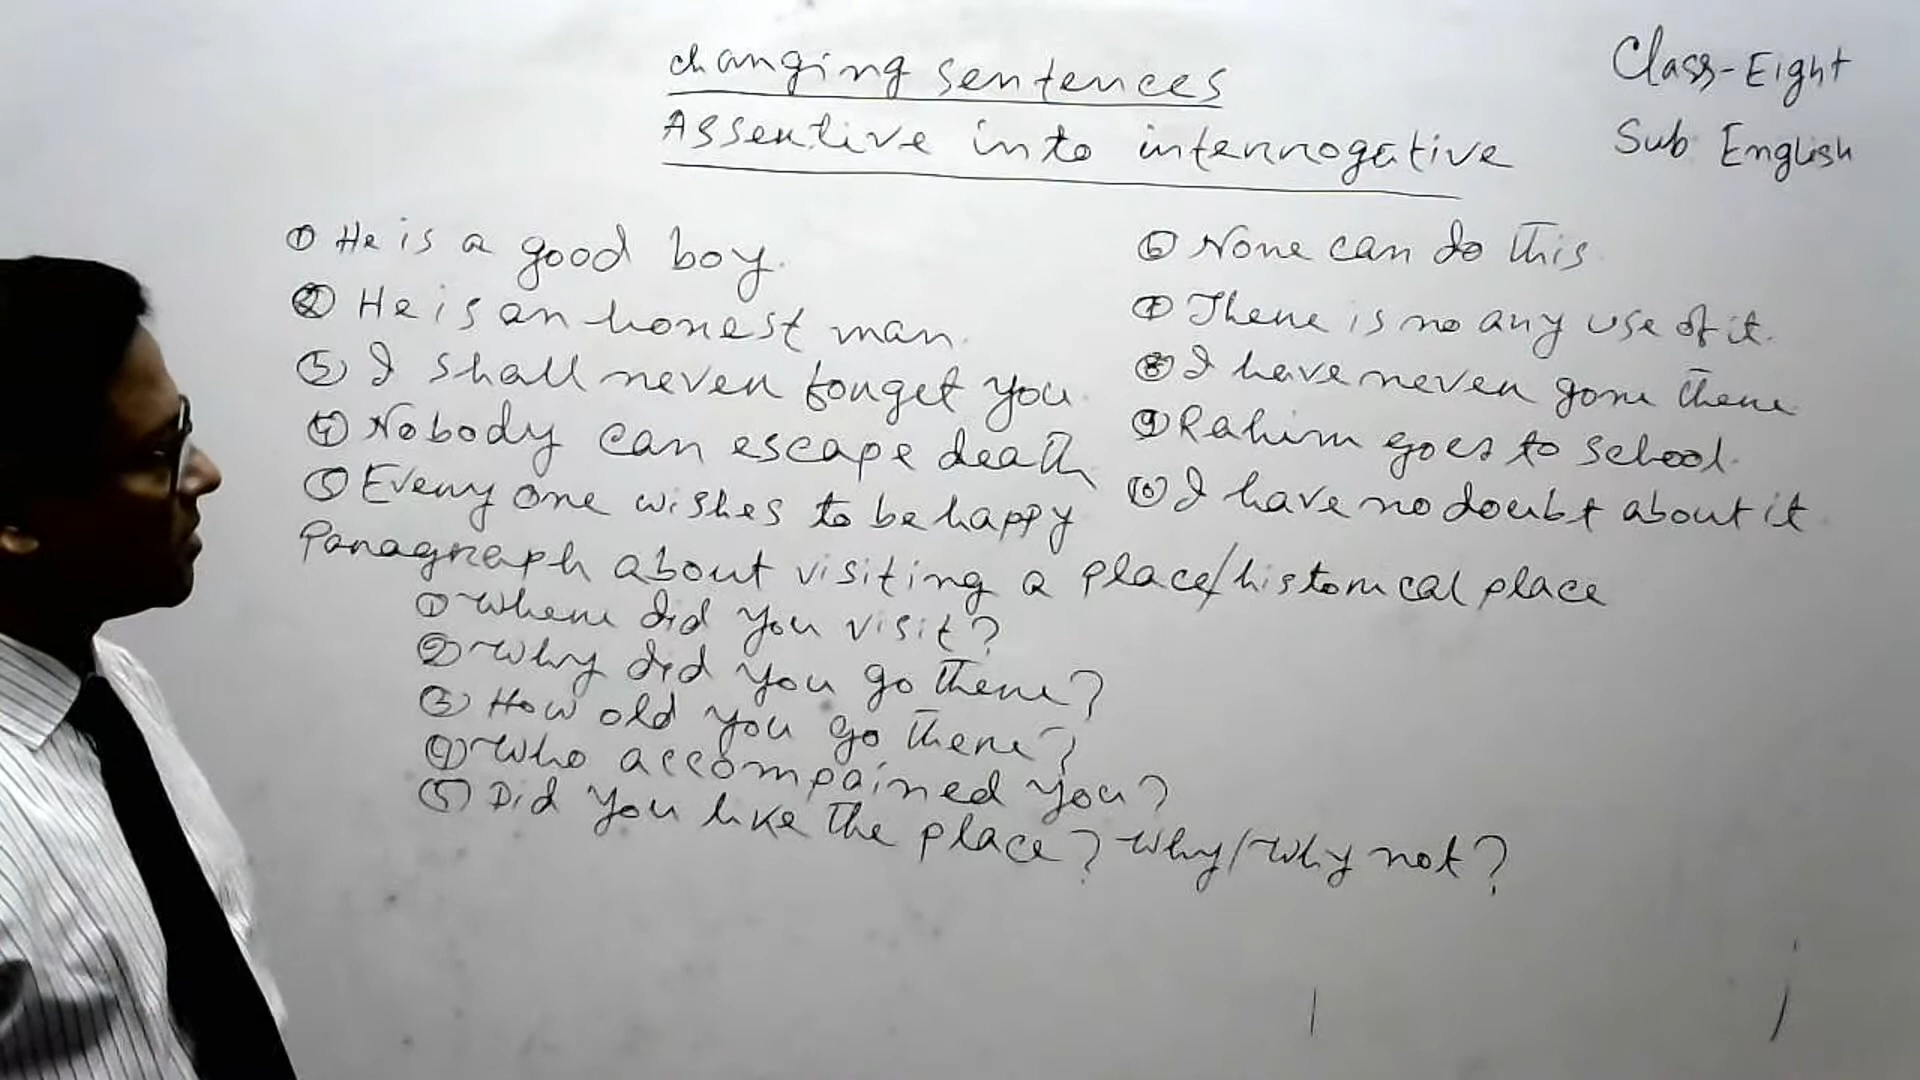 changing sentences
Assertive into interrogative
Class-Eight
Sub English
① He is a good boy.
② He is an honest man.
③ I shall never forget you.
④ Nobody can escape death
⑤ Every one wishes to be happy
⑥ None can do this.
⑦ There is no any use of it.
⑧ I have never gone there
⑨ Rahim goes to school.
⑩ I have no doubt about it
Paragraph about visiting a place/historical place
① Where did you visit?
② Why did you go there?
③ How old you go there?
④ Who accompained you?
⑤ Did you like the place? Why/Why not?